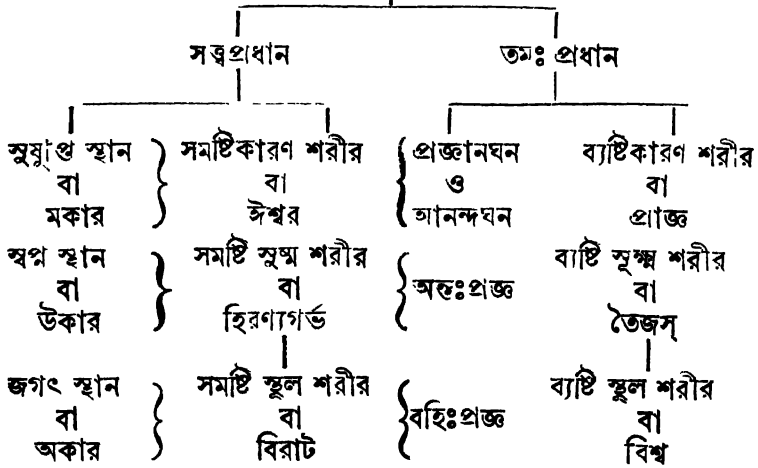 সত্ত্বপ্রধান তমঃ প্রধান
সুষুপ্ত স্থান সমষ্টিকারণ শরীর প্রজ্ঞানঘন ব্যষ্টিকারণ শরীর
বা বা ও বা
মকার ঈশ্বর আনন্দঘন প্রাজ্ঞ
স্বপ্ন স্থান সমষ্টি সুষ্ম শরীর ব্যষ্টি সূক্ষ্ম শরীর
বা বা অন্তঃপ্রজ্ঞ বা
উকার হিরণ্যগর্ভ তৈজস্
জগৎ স্থান সমষ্টি স্থূল শরীর ব্যষ্টি স্থূল শরীর
বা বা বহিঃপ্রজ্ঞ বা
অকার বিরাট বিশ্ব